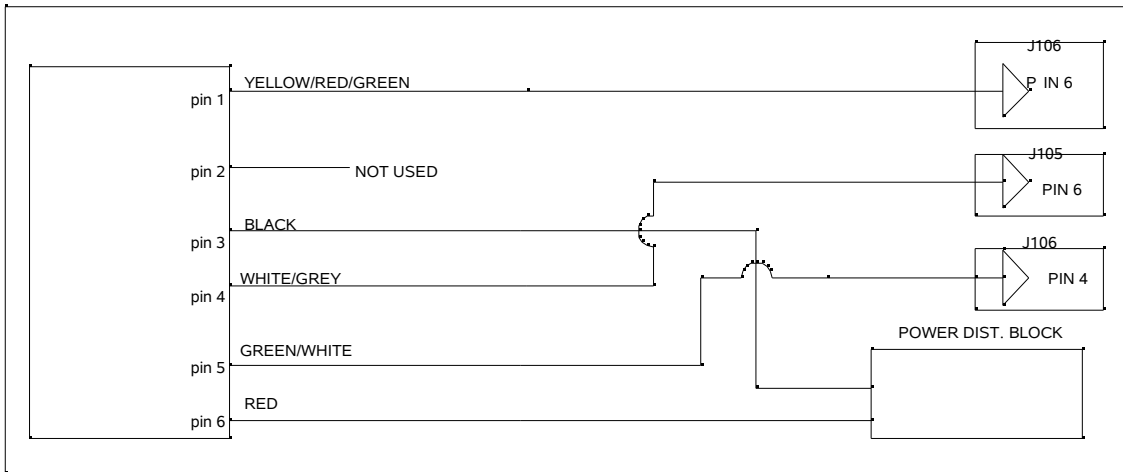 J106
YELLOW/RED/GREEN
P IN 6
pin 1
J105
pin 2
NOT USED
PIN 6
BLACK
pin 3
J106
WHITE/GREY
PIN 4
pin 4
POWER DIST. BLOCK
GREEN/WHITE
pin 5
RED
pin 6